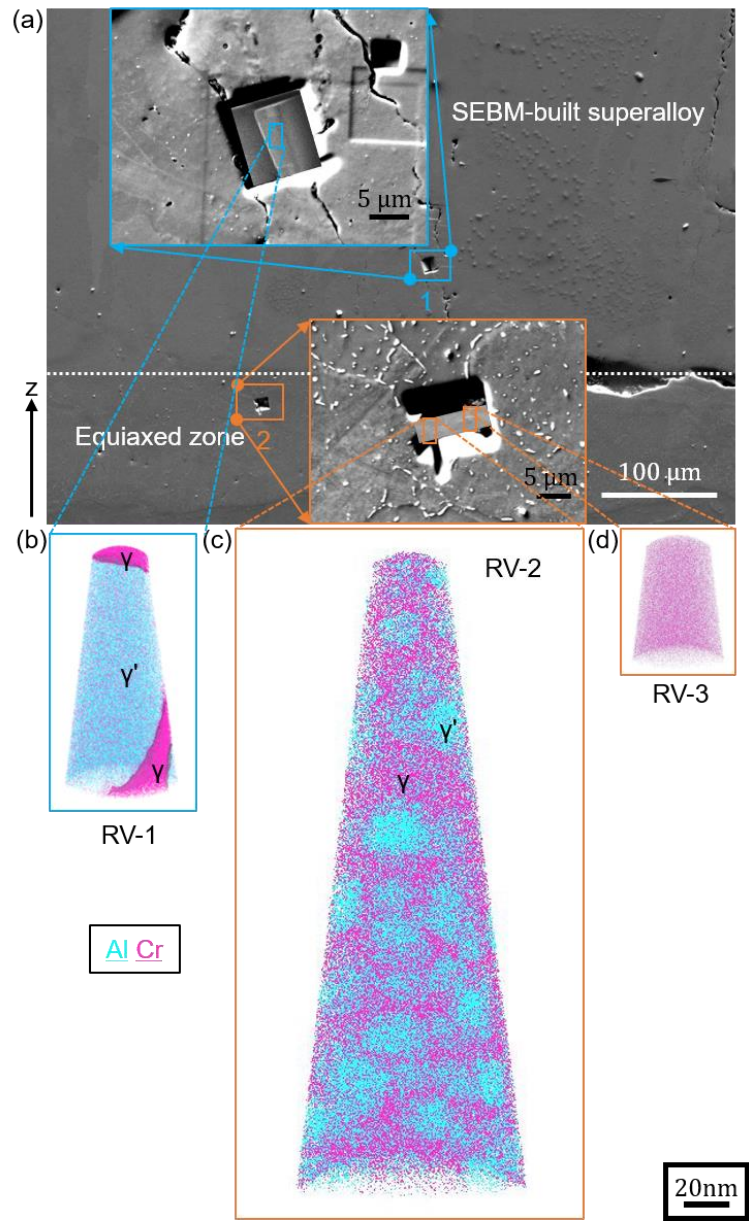 (a)
SEBM-built superalloy
5 μm
1
z
Equiaxed zone
2
5 μm
100 μm
(b)
(c)
(d)
γ
γ'
γ
RV-1
RV-2
γ'
γ
RV-3
Al Cr
20nm